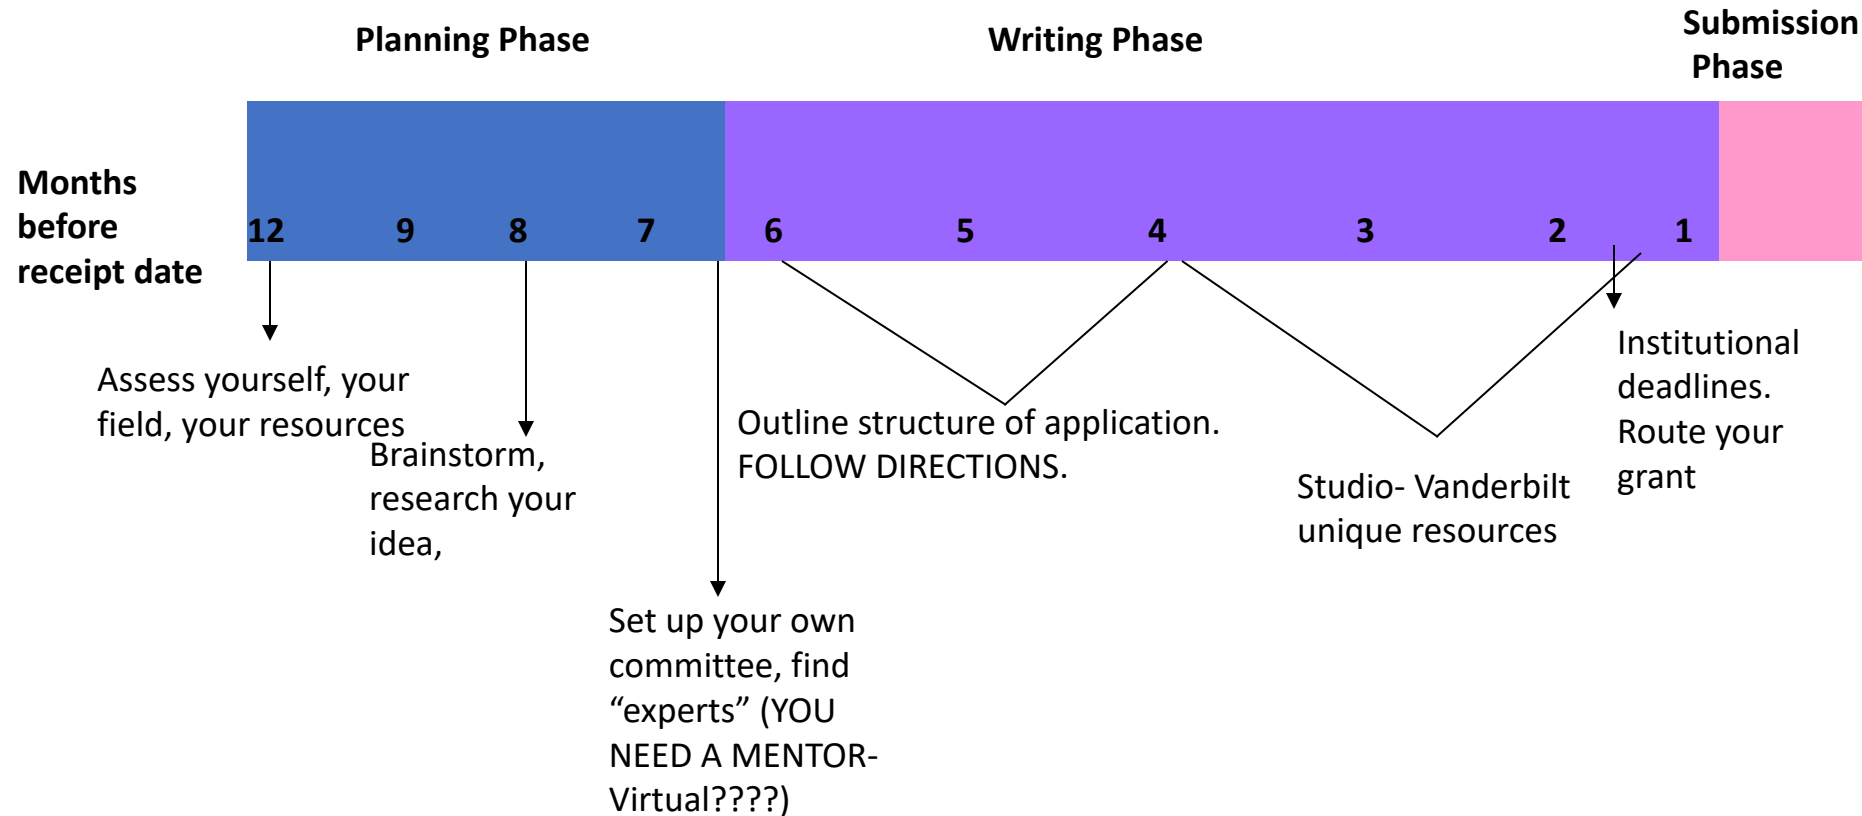 Planning Phase
Writing Phase
Submission
Phase
Months
before
receipt date
12 9 8 7 6 5 4 3 2 1
Assess yourself, your
field, your resources
Brainstorm,
research your
idea,
Set up your own
committee, find
“experts” (YOU
NEED A MENTOR-
Virtual????)
Outline structure of application.
FOLLOW DIRECTIONS.
Studio- Vanderbilt
unique resources
Institutional
deadlines.
Route your
grant